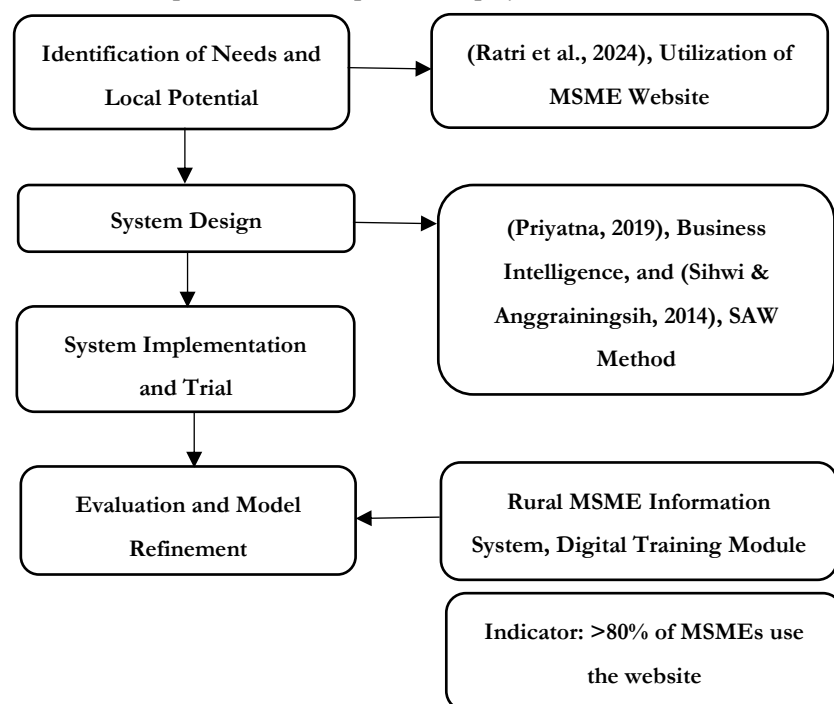 Identification of Needs and
Local Potential
(Ratri et al., 2024), Utilization of
MSME Website
System Design
(Priyatna, 2019), Business
Intelligence, and (Sihwi &
Anggrainingsih, 2014), SAW
Method
System Implementation
and Trial
Evaluation and Model
Refinement
Rural MSME Information
System, Digital Training Module
Indicator: >80% of MSMEs use
the website